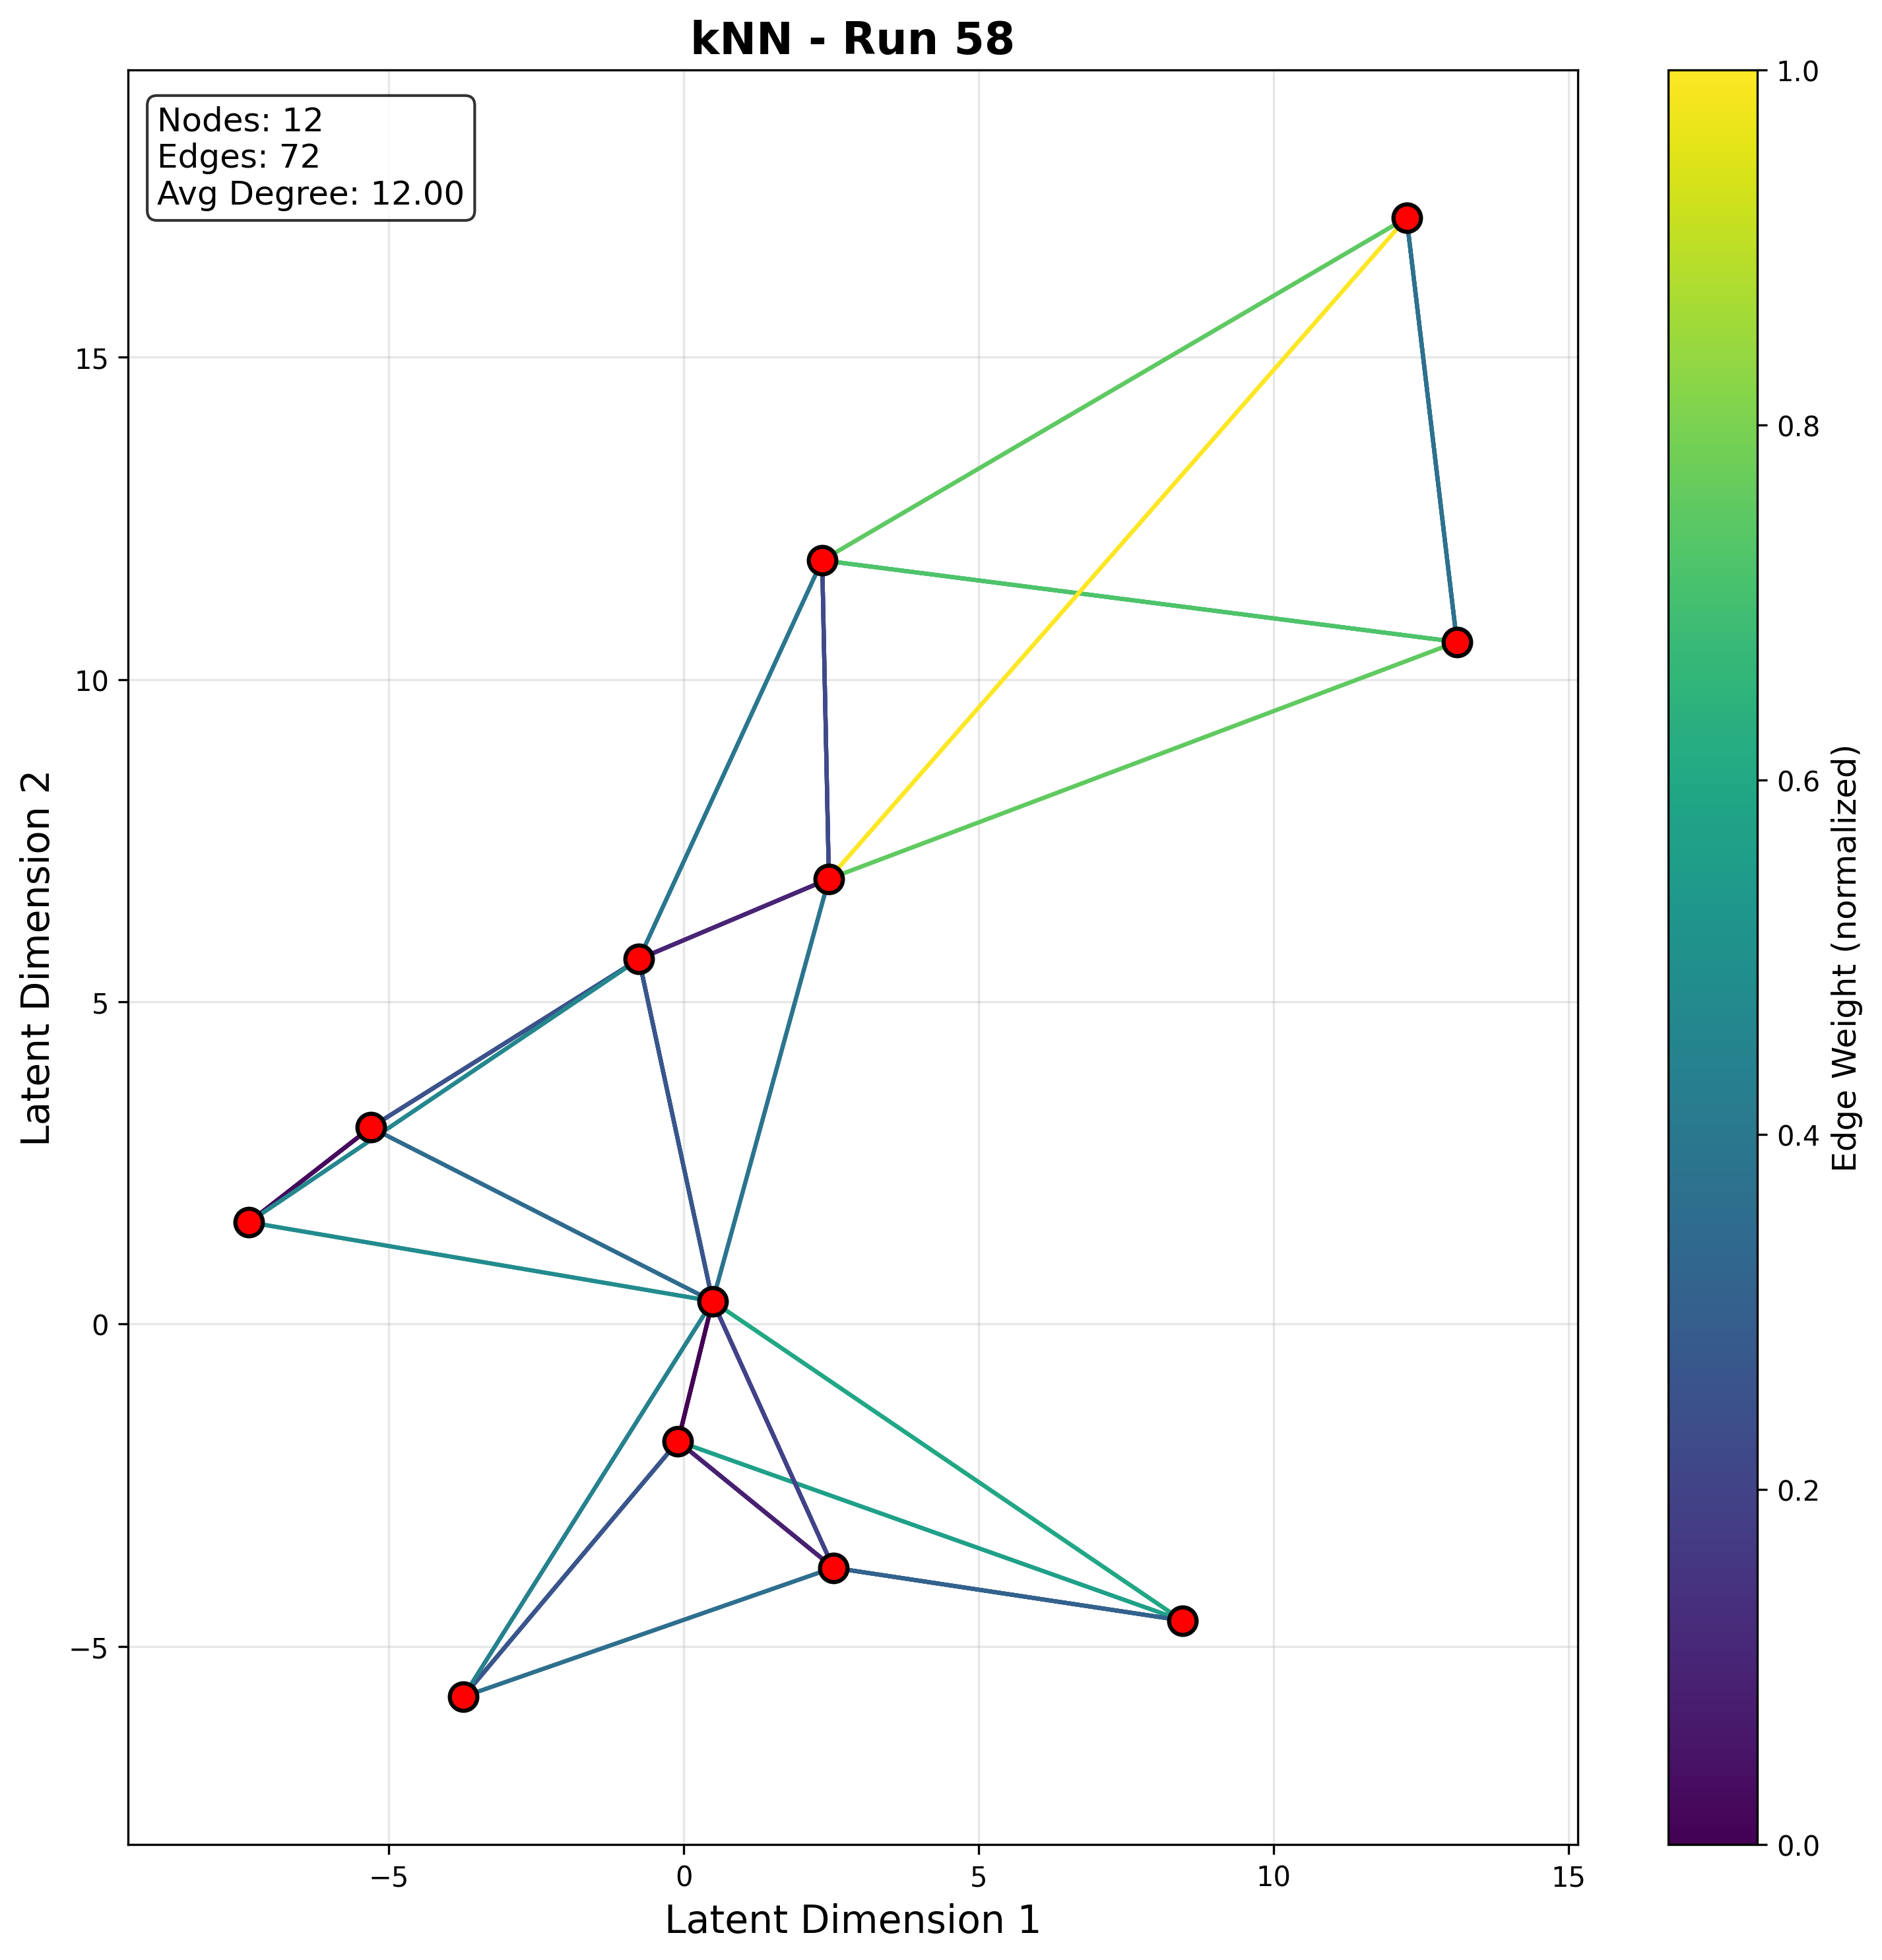 kNN - Run 58
Nodes: 12
Edges: 72
Avg Degree: 12.00
15
10
5
0
−5
−5
0
5
10
15
Latent Dimension 1
Latent Dimension 2
1.0
0.8
0.6
0.4
0.2
0.0
Edge Weight (normalized)